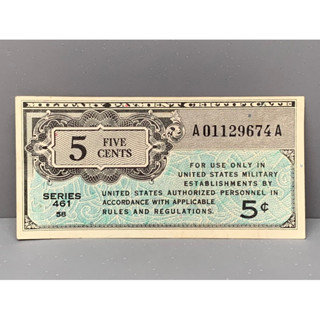 MILITARY PAYMENT CERTIFICATE
5 FIVE CENTS
A01129674A
FOR USE ONLY IN
UNITED STATES MILITARY
ESTABLISHMENTS BY
UNITED STATES AUTHORIZED PERSONNEL IN
ACCORDANCE WITH APPLICABLE
RULES AND REGULATIONS.
SERIES
461
58
5¢